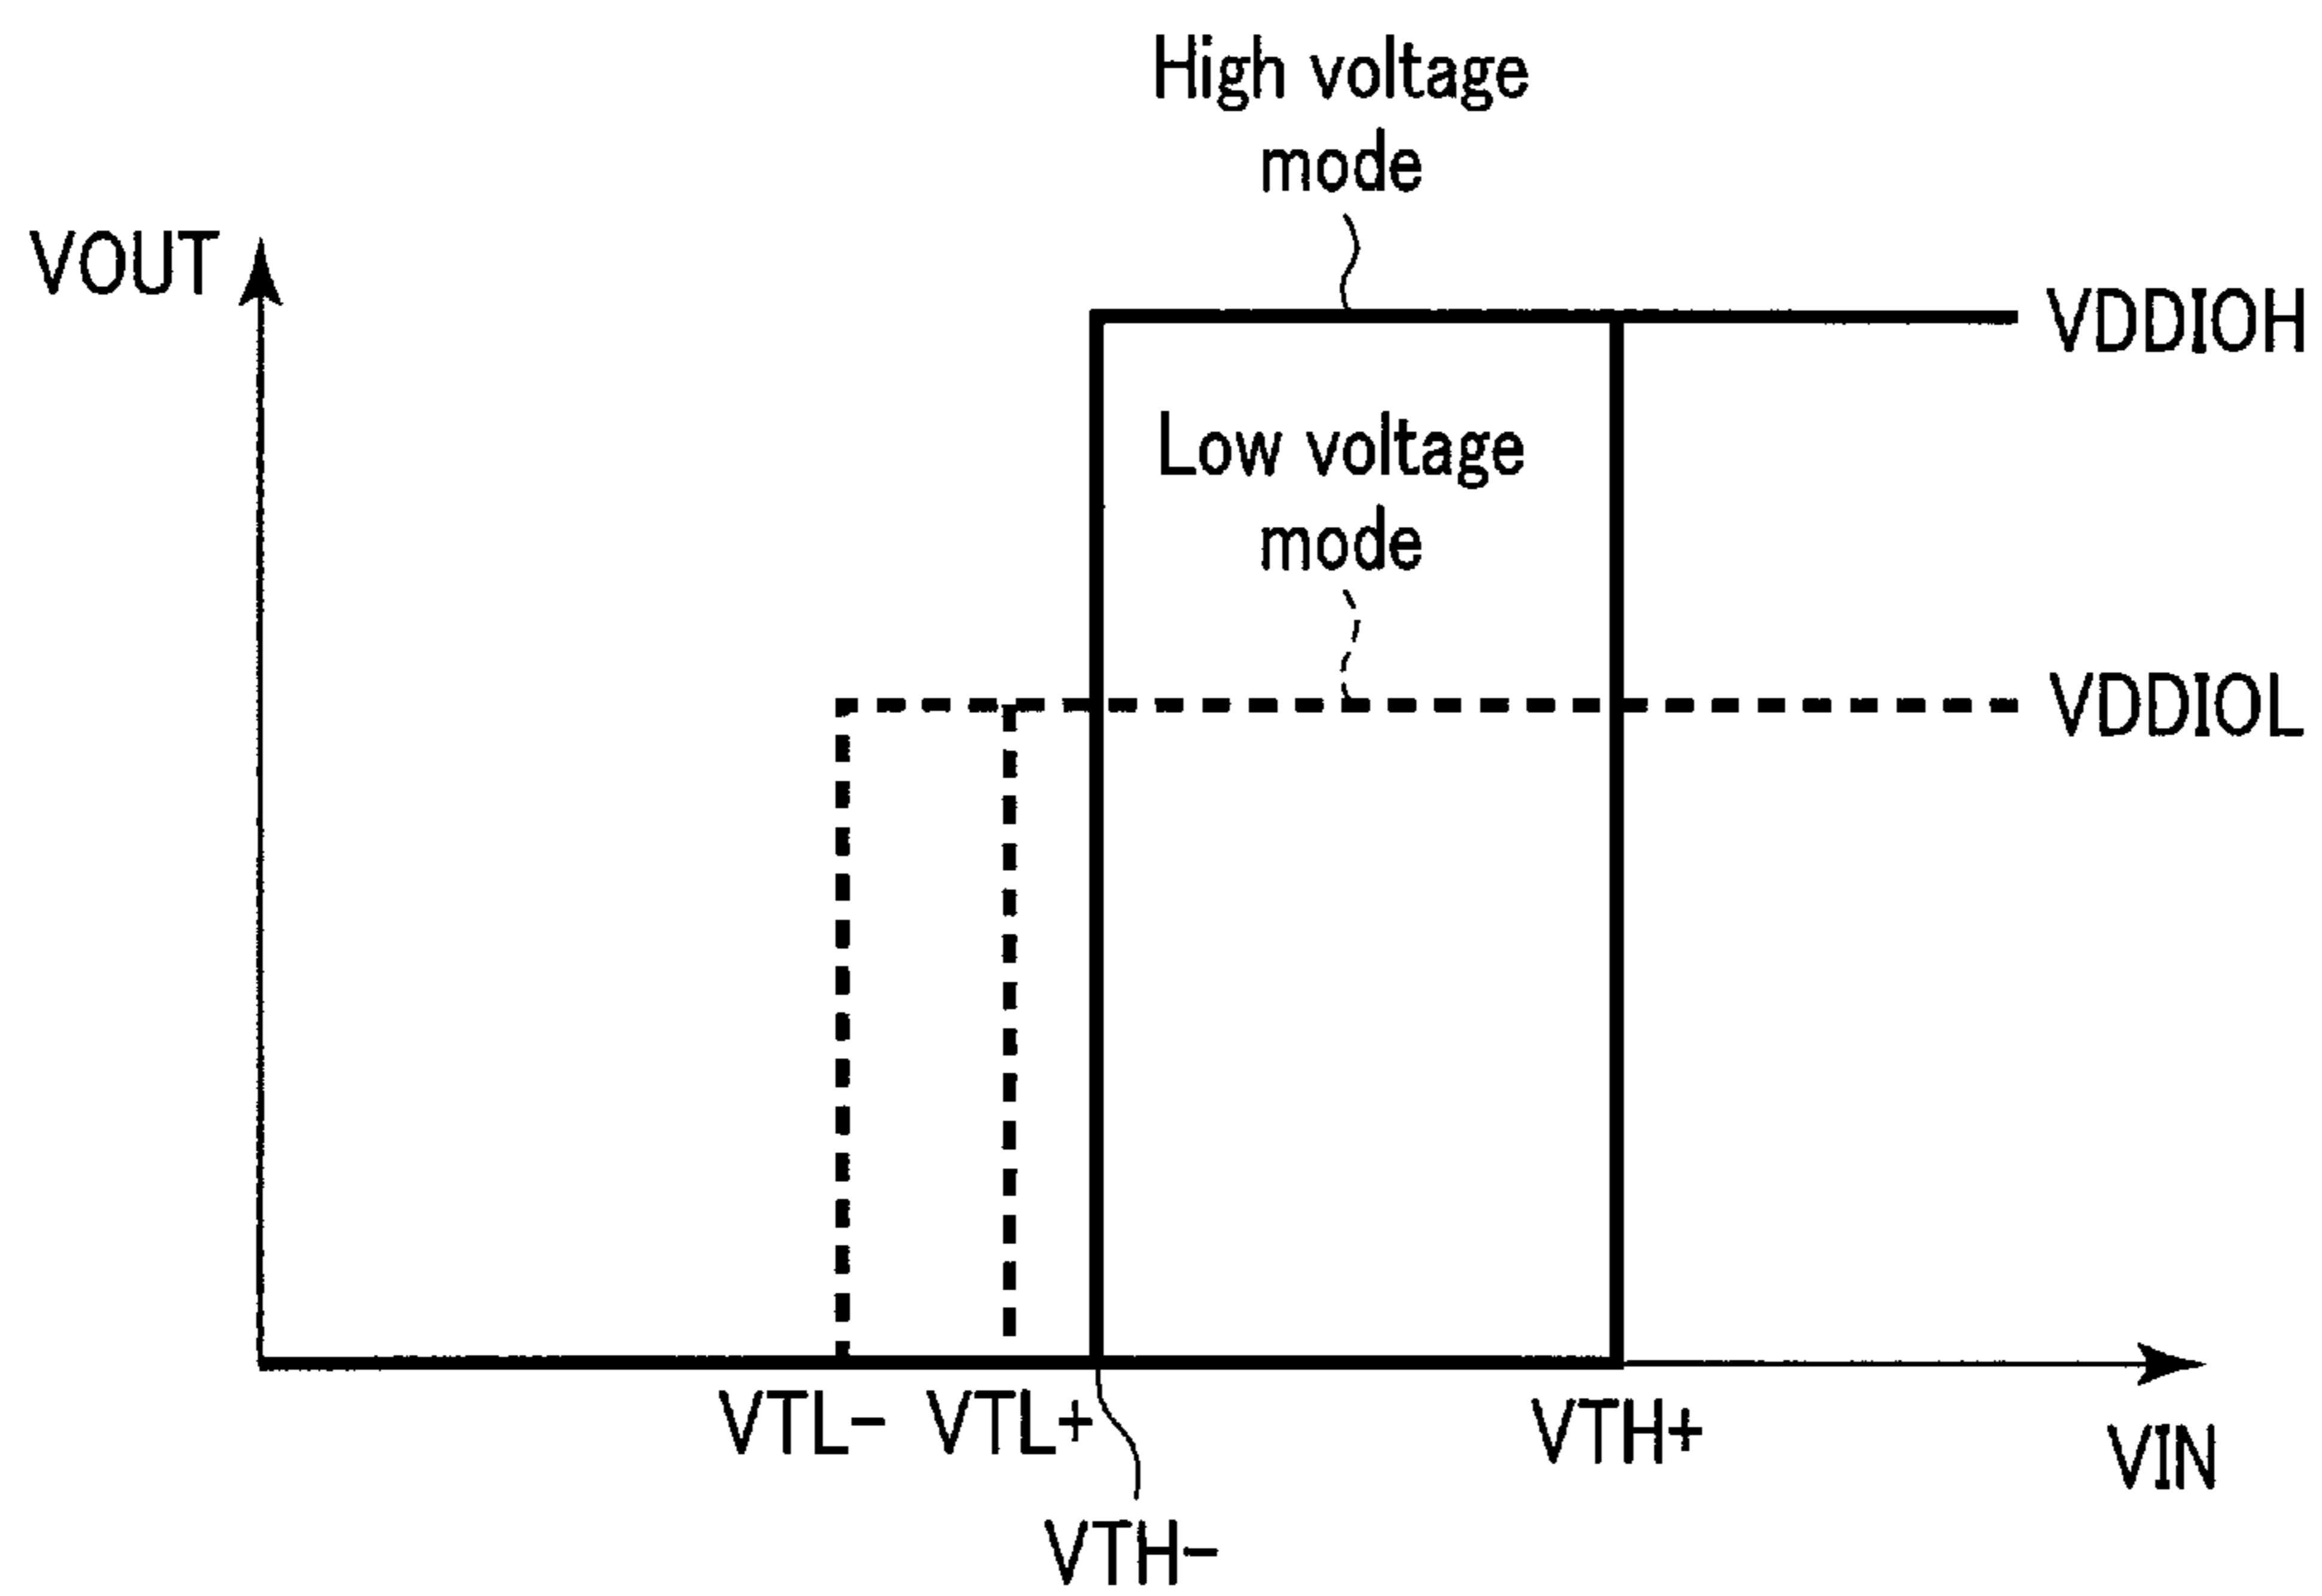 High voltage
mode
VOUT
VDDIOH
Low voltage
mode
VDDIOL
VTL-
VTL+
VTH+
VIN
VTH-